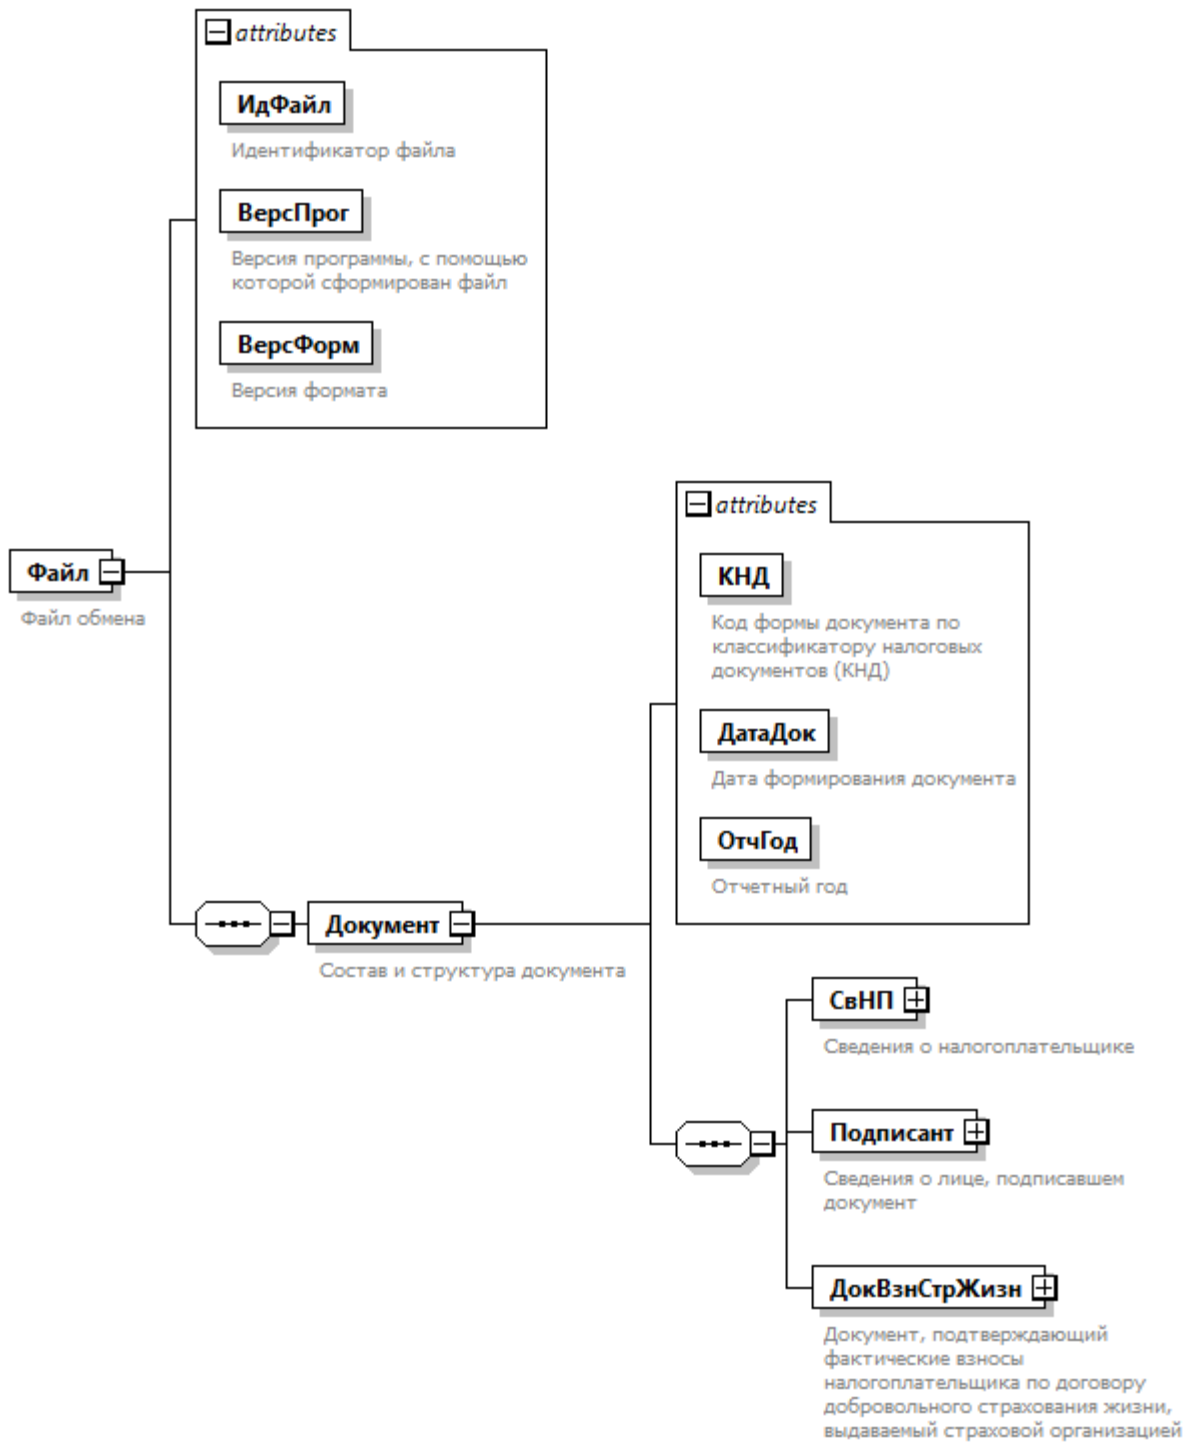 attributes
ИдФайл
Идентификатор файла
ВерсПрог
Версия программы, с помощью
которой сформирован файл
ВерсФорм
Версия формата
Файл
Файл обмена
attributes
КНД
Код формы документа по
классификатору налоговых
документов (КНД)
ДатаДок
Дата формирования документа
ОтчГод
Отчетный год
Документ
Состав и структура документа
СвНП
Сведения о налогоплательщике
Подписант
Сведения о лице, подписавшем
документ
ДокВзнСтрЖизн
Документ, подтверждающий
фактические взносы
налогоплательщика по договору
добровольного страхования жизни,
выдаваемый страховой организацией